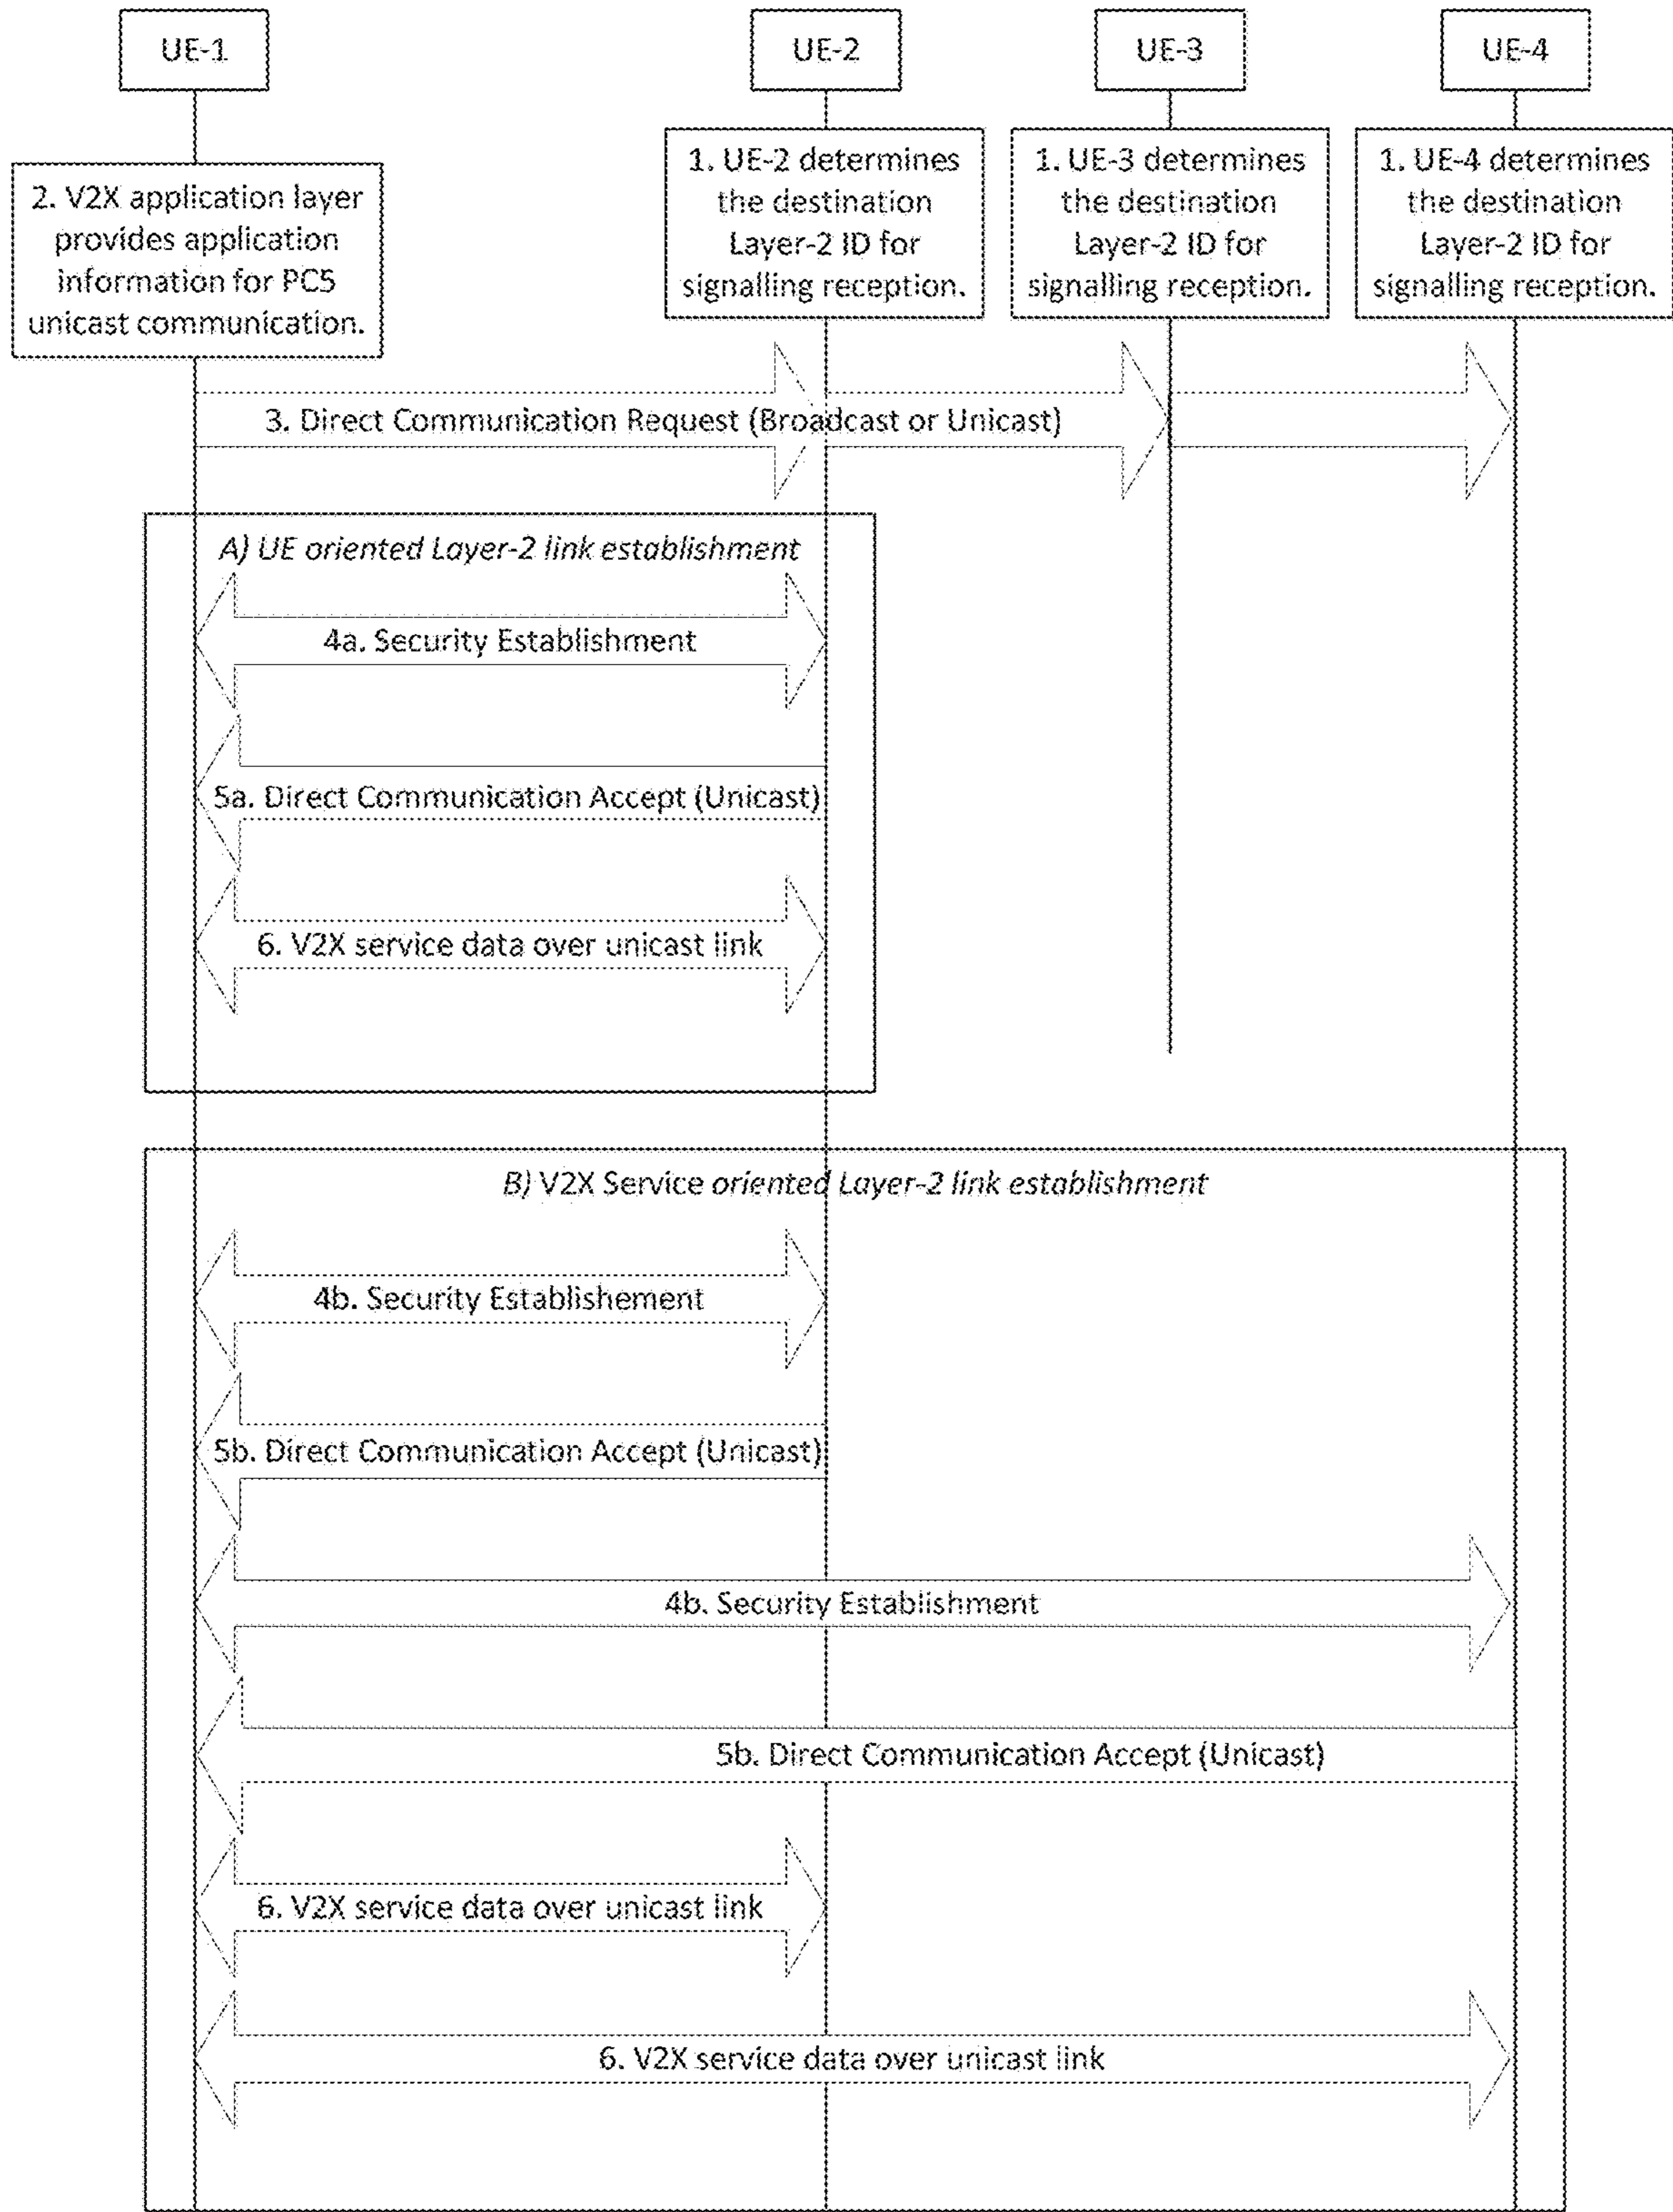 UE-1
UE-2
UE-3
UE-4
2. V2X application layer
provides application
information for PC5
unicast communication.
1. UE-2 determines
the destination
Layer-2 ID for
signalling reception.
1. UE-3 determines
the destination
Layer-2 ID for
signalling reception.
1. UE-4 determines
the destination
Layer-2 ID for
signalling reception.
3. Direct Communication Request (Broadcast or Unicast)
A) UE oriented Layer-2 link establishment
4a. Security Establishment
5a. Direct Communication Accept (Unicast)
6. V2X service data over unicast link
B) V2X Service oriented Layer-2 link establishment
4b. Security Establishement
5b. Direct Communication Accept (Unicast)
4b. Security Establishment
5b. Direct Communication Accept (Unicast)
6. V2X service data over unicast link
6. V2X service data over unicast link